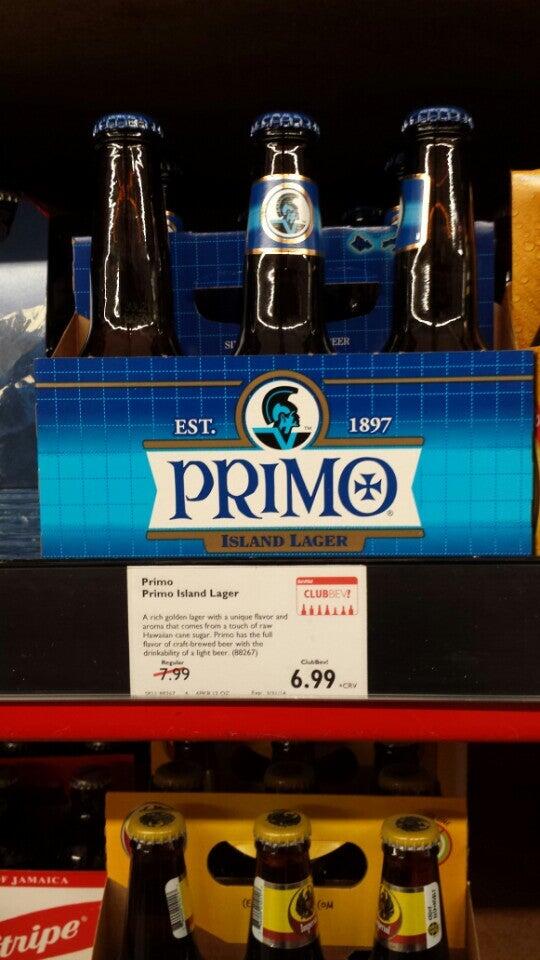 EST. 1897
PRIMO
ISLAND LAGER
Primo
Primo Island Lager
CLUBBEV!
A rich golden lager with a unique flavor and
aroma that comes from a touch of raw
Hawaiian cane sugar. Primo has the full
flavor of craft-brewed beer with the
drinkability of a light beer. (88267)
Regular
7.99
ClubBev!
6.99 +CRV
F JAMAICA
tripe